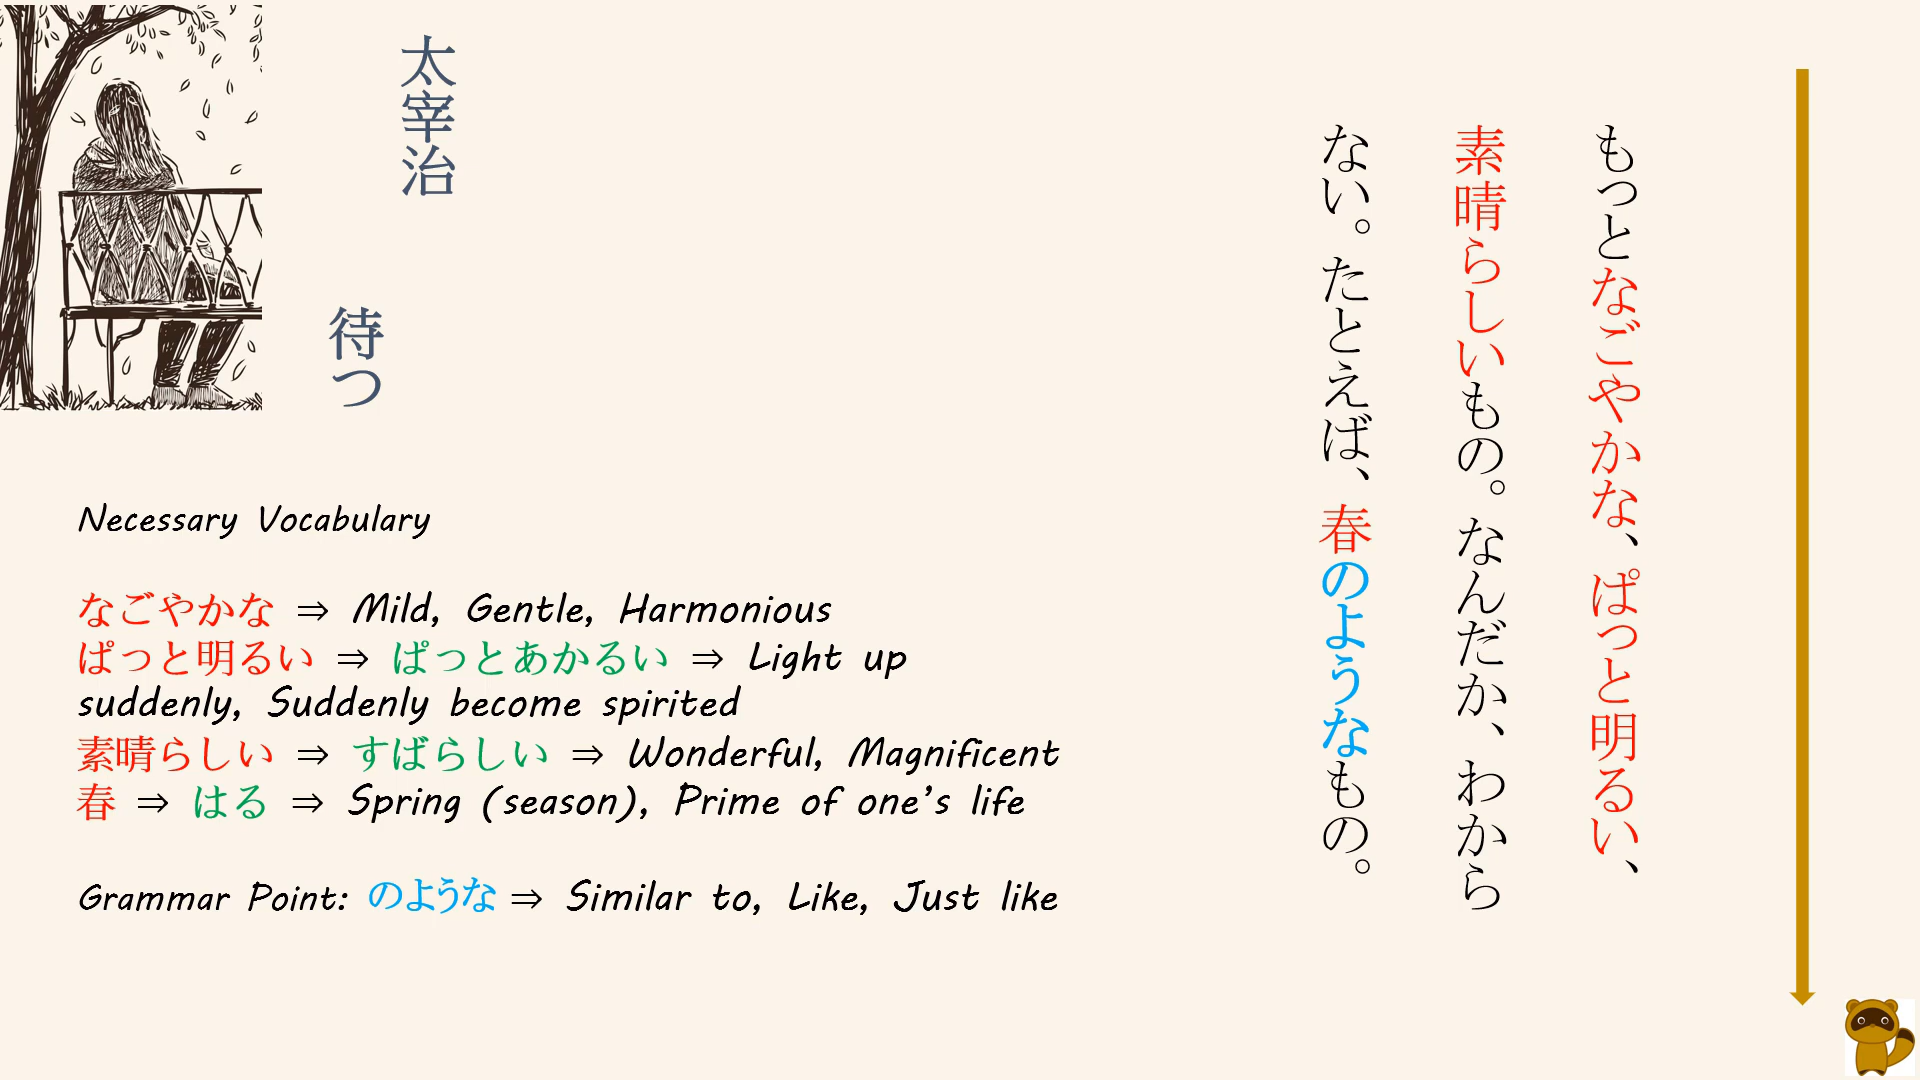 太宰治
待つ
もっとなごやかな、ぱっと明るい、
素晴らしいもの。なんだか、わから
ない。たとえば、春のようなもの。
Necessary Vocabulary
なごやかな ⇒ Mild, Gentle, Harmonious
ぱっと明るい ⇒ ぱっとあかるい ⇒ Light up
suddenly, Suddenly become spirited
素晴らしい ⇒ すばらしい ⇒ Wonderful, Magnificent
春 ⇒ はる ⇒ Spring (season), Prime of one's life
Grammar Point: のような ⇒ Similar to, Like, Just like